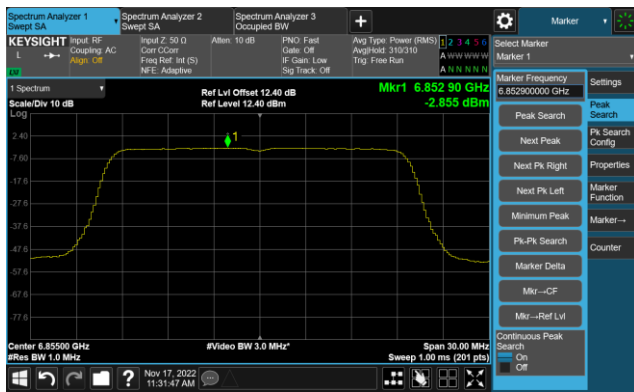 Spectrum Analyzer 1
Swept SA
Spectrum Analyzer 2
Swept SA
Spectrum Analyzer 3
Occupied BW
Marker
KEYSIGHT
L
Input: RF
Coupling: AC
Align: Off
Input Z: 50 Ω
Corr CCorr
Freq Ref: Int (S)
NFE: Adaptive
Atten: 10 dB
PNO: Fast
Gate: Off
IF Gain: Low
Sig Track: Off
Avg Type: Power (RMS)
Avg|Hold: 310/310
Trig: Free Run
1 2 3 4 5 6
A W W W W W
A N N N N N
Select Marker
Marker 1
1 Spectrum
Scale/Div 10 dB
Log
Ref Lvl Offset 12.40 dB
Ref Level 12.40 dBm
Mkr1 6.852 90 GHz
-2.855 dBm
1
2.40
-7.60
-17.6
-27.6
-37.6
-47.6
-57.6
-67.6
-77.6
Center 6.85500 GHz
#Res BW 1.0 MHz
#Video BW 3.0 MHz*
Span 30.00 MHz
Sweep 1.00 ms (201 pts)
Marker Frequency
6.852900000 GHz
Peak Search
Next Peak
Next Pk Right
Next Pk Left
Minimum Peak
Pk-Pk Search
Marker Delta
Mkr→CF
Mkr→Ref Lvl
Continuous Peak
Search
On
Off
Settings
Peak
Search
Pk Search
Config
Properties
Marker
Function
Marker→
Counter
?
Nov 17, 2022
11:31:47 AM